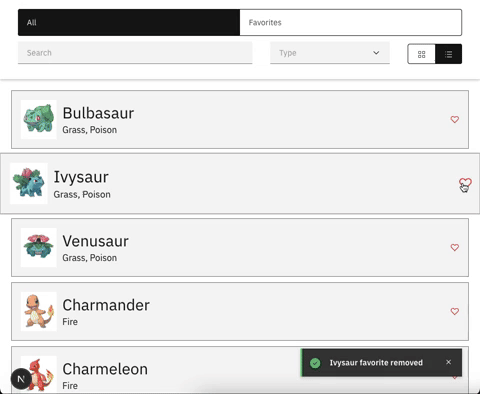 All
Favorites
Search
Type
Bulbasaur
Grass, Poison
Ivysaur
Grass, Poison
Venusaur
Grass, Poison
Charmander
Fire
Charmeleon
Fire
N
Ivysaur favorite removed